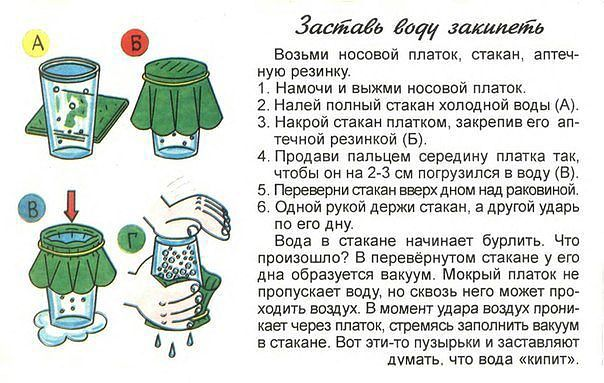 Заставь воду закипеть
А
Б
В
Г
Возьми носовой платок, стакан, аптеч-
ную резинку.
1. Намочи и выжми носовой платок.
2. Налей полный стакан холодной воды (А).
3. Накрой стакан платком, закрепив его ап-
течной резинкой (Б).
4. Продави пальцем середину платка так,
чтобы он на 2-3 см погрузился в воду (В).
5. Переверни стакан вверх дном над раковиной.
6. Одной рукой держи стакан, а другой ударь
по его дну.
Вода в стакане начинает бурлить. Что
произошло? В перевёрнутом стакане у его
дна образуется вакуум. Мокрый платок не
пропускает воду, но сквозь него может про-
ходить воздух. В момент удара воздух прони-
кает через платок, стремясь заполнить вакуум
в стакане. Вот эти-то пузырьки и заставляют
думать, что вода «кипит».